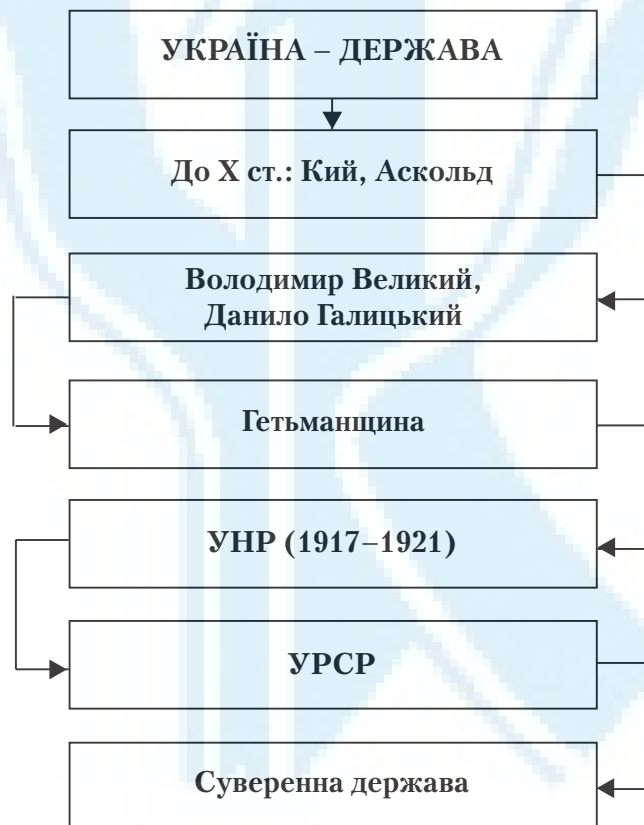 УКРАЇНА – ДЕРЖАВА
До X ст.: Кий, Аскольд
Володимир Великий,
Данило Галицький
Гетьманщина
УНР (1917–1921)
УРСР
Суверенна держава